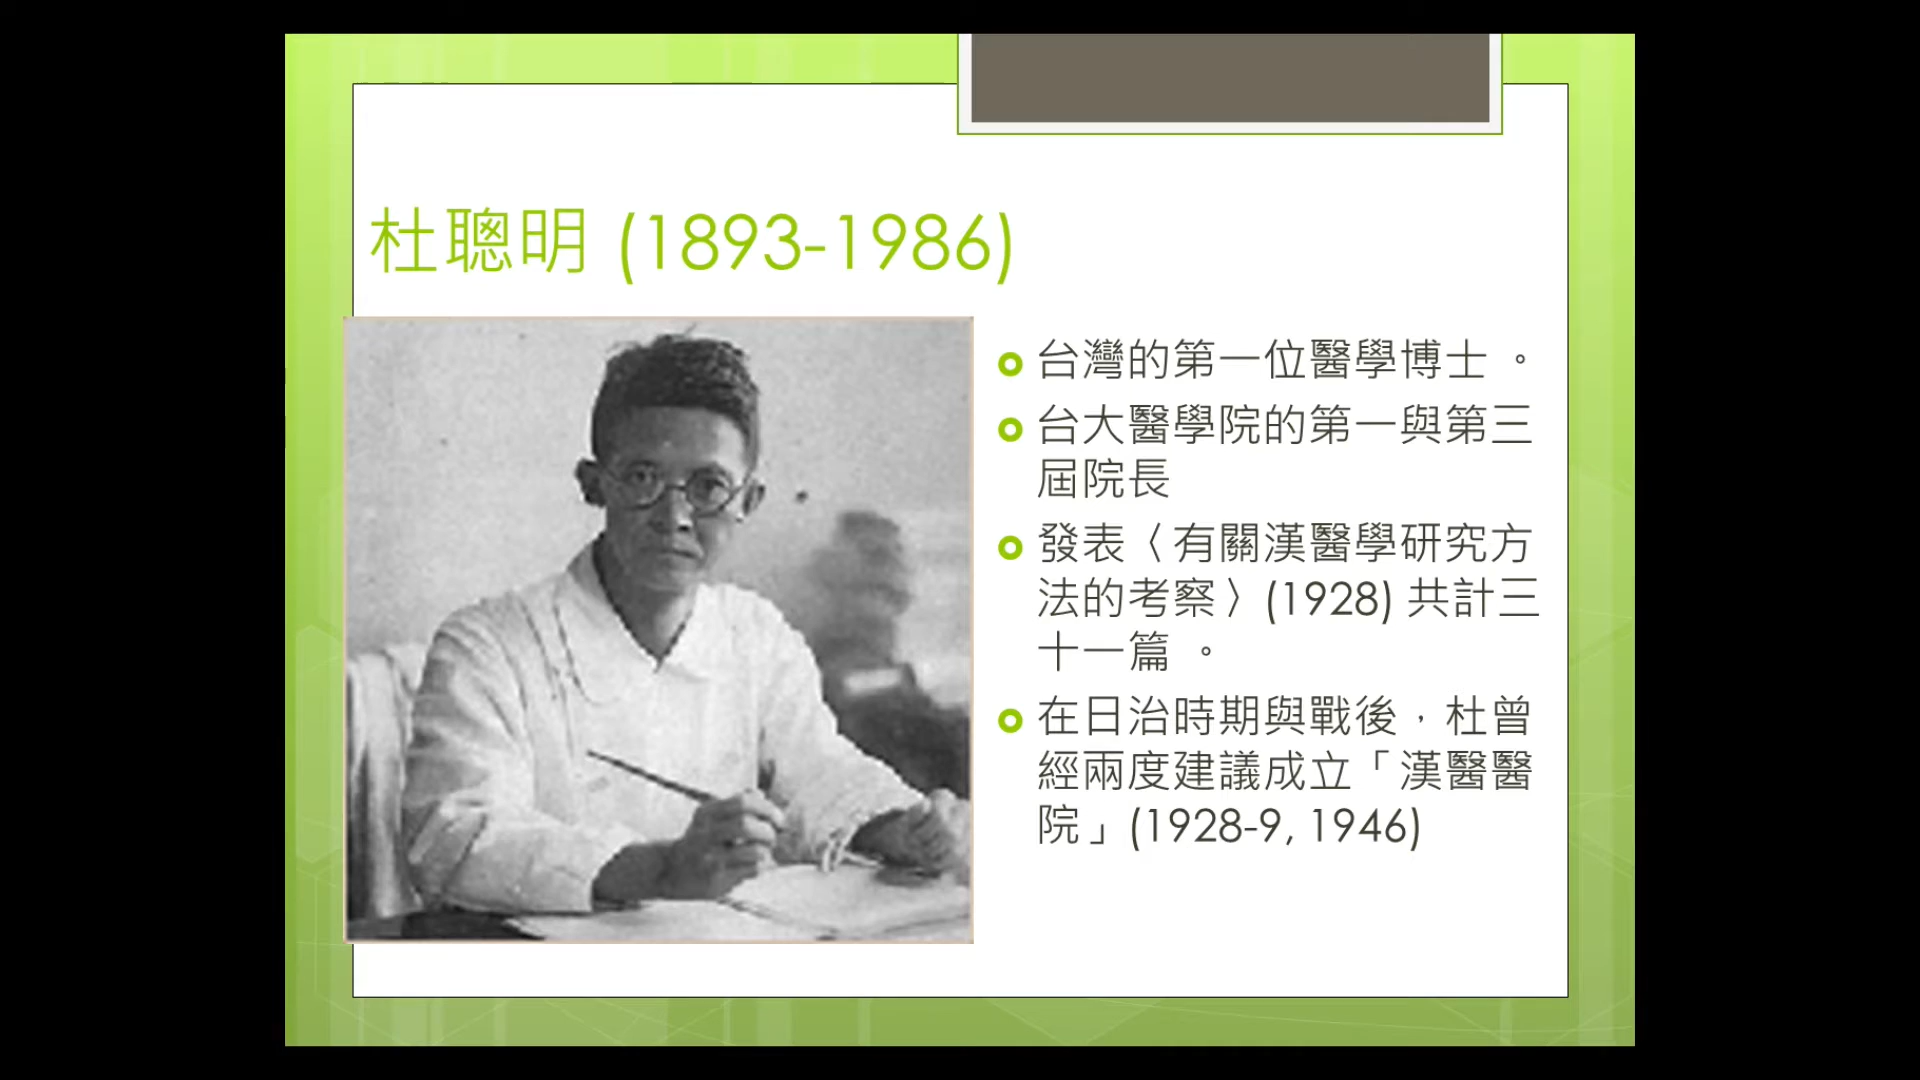 杜聰明 (1893-1986)
台灣的第一位醫學博士 。
台大醫學院的第一與第三
屆院長
發表〈有關漢醫學研究方
法的考察〉(1928) 共計三
十一篇 。
在日治時期與戰後，杜曾
經兩度建議成立「漢醫醫
院」(1928-9, 1946)